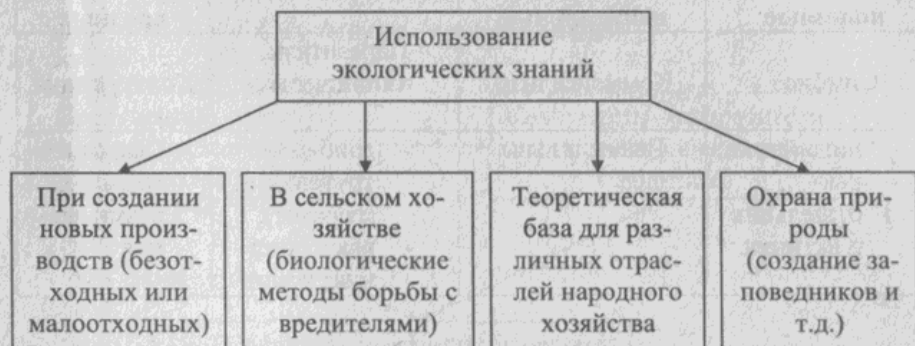 Использование
экологических знаний
При создании
новых произ-
водств (безот-
ходных или
малоотходных)
В сельском хо-
зяйстве
(биологические
методы борьбы с
вредителями)
Теоретическая
база для раз-
личных отрас-
лей народного
хозяйства
Охрана при-
роды
(создание за-
поведников и
т.д.)